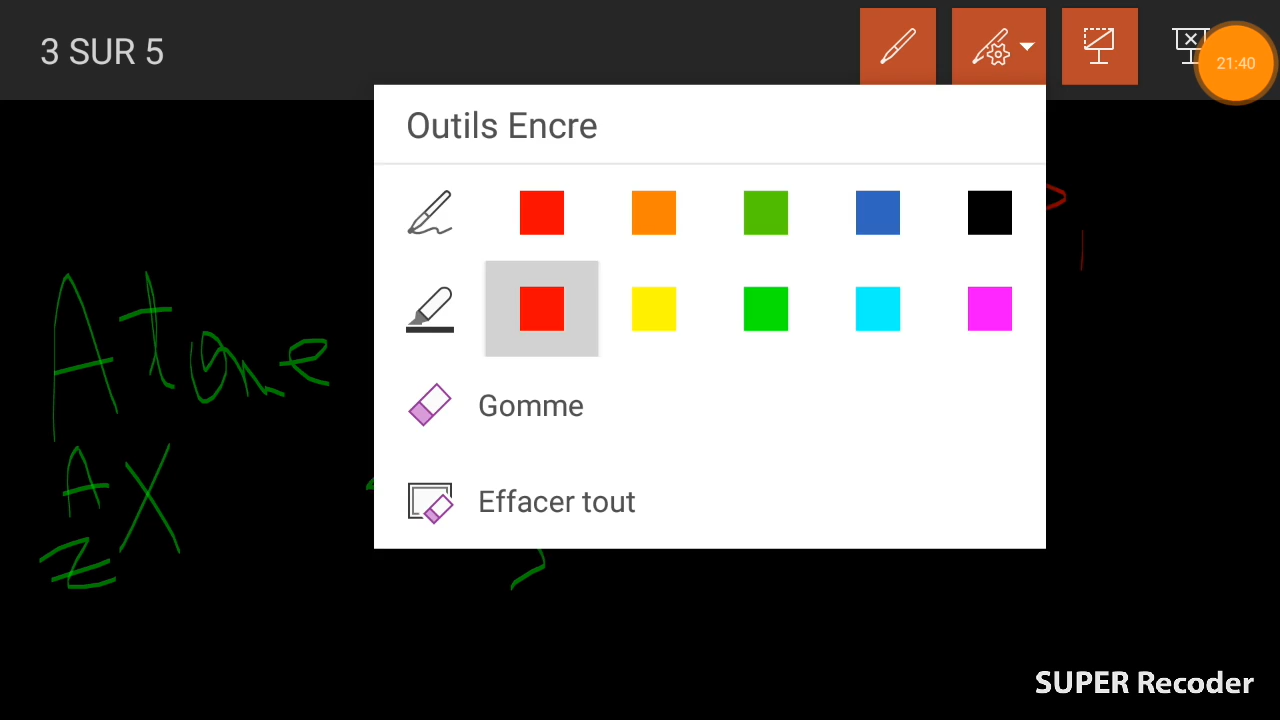 3 SUR 5
21:40
Outils Encre
Atome
Gomme
A
X
Z
Effacer tout
SUPER Recoder